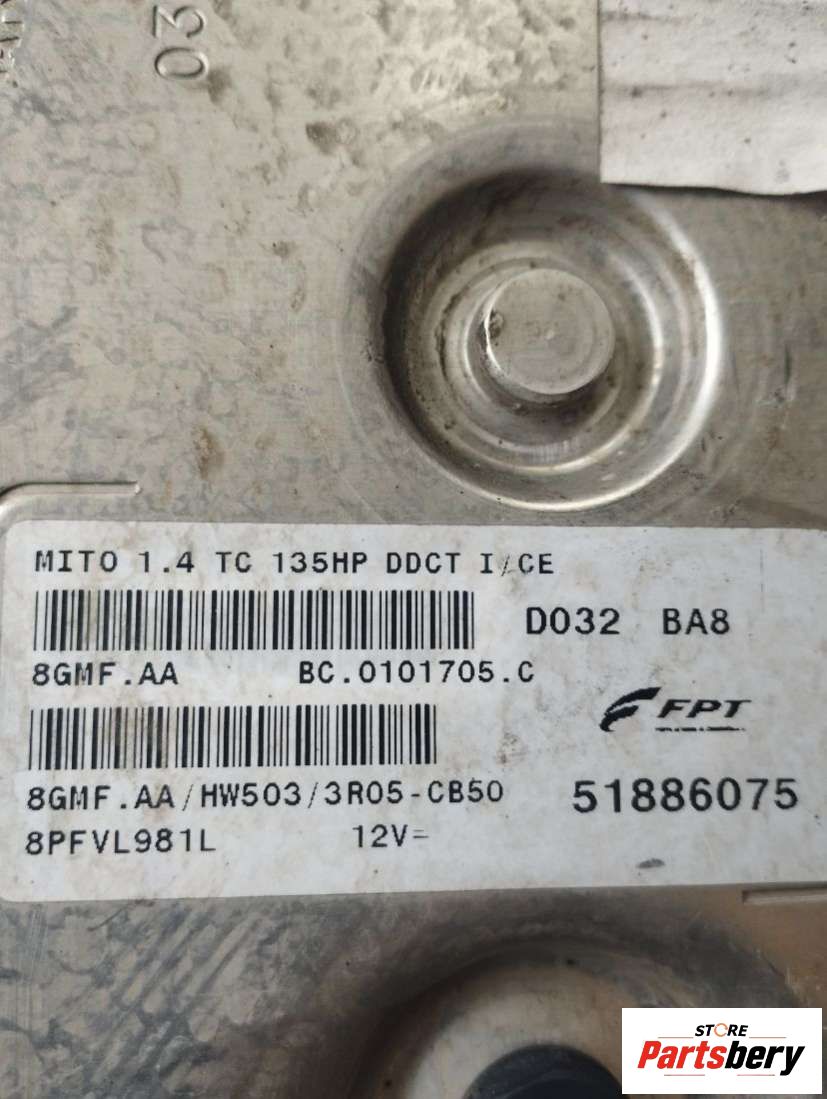 03
MITO 1.4 TC 135HP DDCT I/CE
D032 BA8
8GMF.AA BC.0101705.C
FPT
8GMF.AA/HW503/3R05-CB50
51886075
8PFVL981L 12V=
STORE
Partsbery